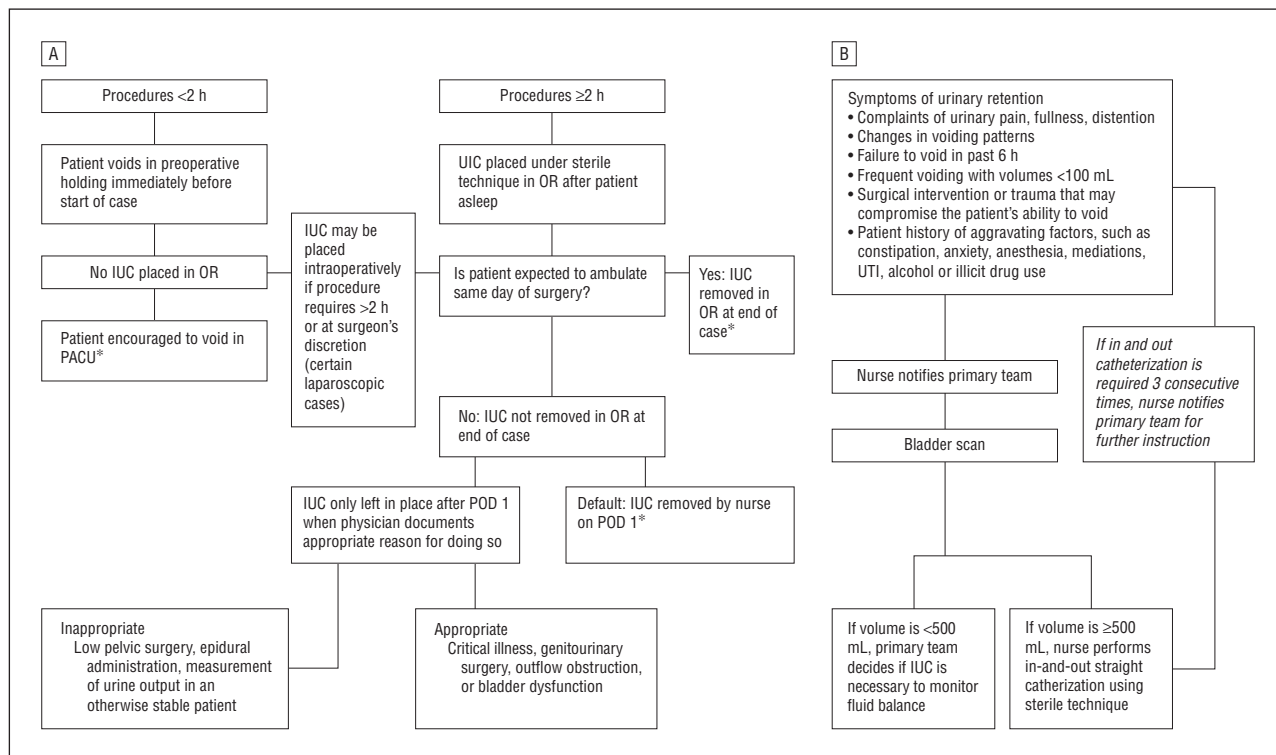 A
Procedures <2 h
Patient voids in preoperative
holding immediately before
start of case
No IUC placed in OR
Patient encouraged to void in
PACU*
IUC may be
placed
intraoperatively
if procedure
requires >2 h
or at surgeon's
discretion
(certain
laparoscopic
cases)
Procedures ≥2 h
UIC placed under sterile
technique in OR after patient
asleep
Is patient expected to ambulate
same day of surgery?
Yes: IUC
removed in
OR at end of
case*
No: IUC not removed in OR at
end of case
IUC only left in place after POD 1
when physician documents
appropriate reason for doing so
Default: IUC removed by nurse
on POD 1*
Inappropriate
Low pelvic surgery, epidural
administration, measurement
of urine output in an
otherwise stable patient
Appropriate
Critical illness, genitourinary
surgery, outflow obstruction,
or bladder dysfunction
B
Symptoms of urinary retention
• Complaints of urinary pain, fullness, distention
• Changes in voiding patterns
• Failure to void in past 6 h
• Frequent voiding with volumes <100 mL
• Surgical intervention or trauma that may
compromise the patient's ability to void
• Patient history of aggravating factors, such as
constipation, anxiety, anesthesia, mediations,
UTI, alcohol or illicit drug use
Nurse notifies primary team
Bladder scan
If in and out
catheterization is
required 3 consecutive
times, nurse notifies
primary team for
further instruction
If volume is <500
mL, primary team
decides if IUC is
necessary to monitor
fluid balance
If volume is ≥500
mL, nurse performs
in-and-out straight
catherization using
sterile technique